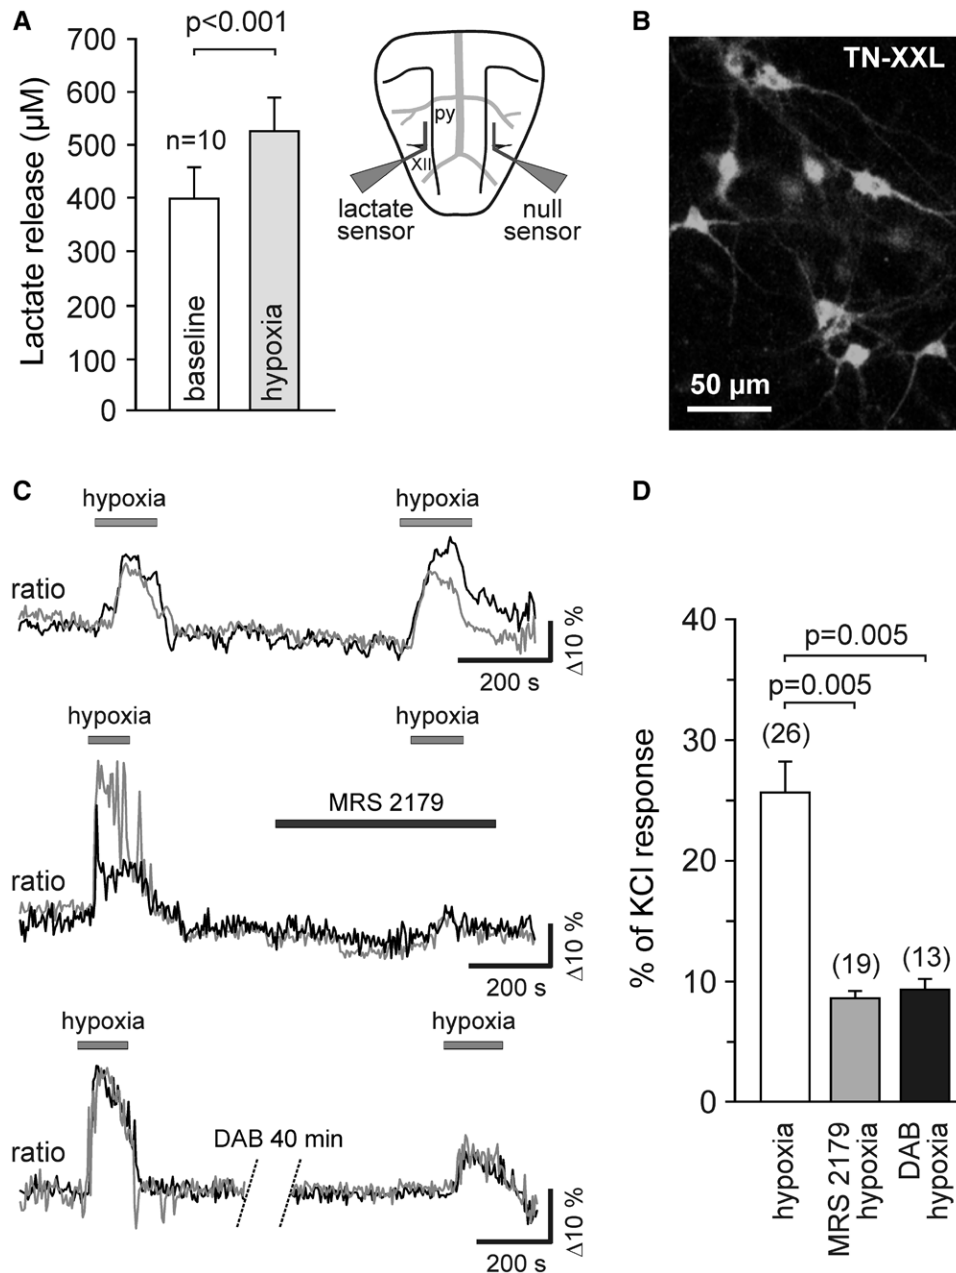 A
p<0.001
700
600
500
400
300
200
100
0
Lactate release (µM)
n=10
baseline
hypoxia
py
XII
lactate
sensor
null
sensor
B
TN-XXL
50 µm
C
hypoxia
hypoxia
ratio
Δ10 %
200 s
hypoxia
hypoxia
MRS 2179
ratio
Δ10 %
200 s
hypoxia
hypoxia
DAB 40 min
ratio
Δ10 %
200 s
D
40
30
20
10
0
% of KCl response
p=0.005
p=0.005
(26)
(19)
(13)
hypoxia
MRS 2179
hypoxia
DAB
hypoxia